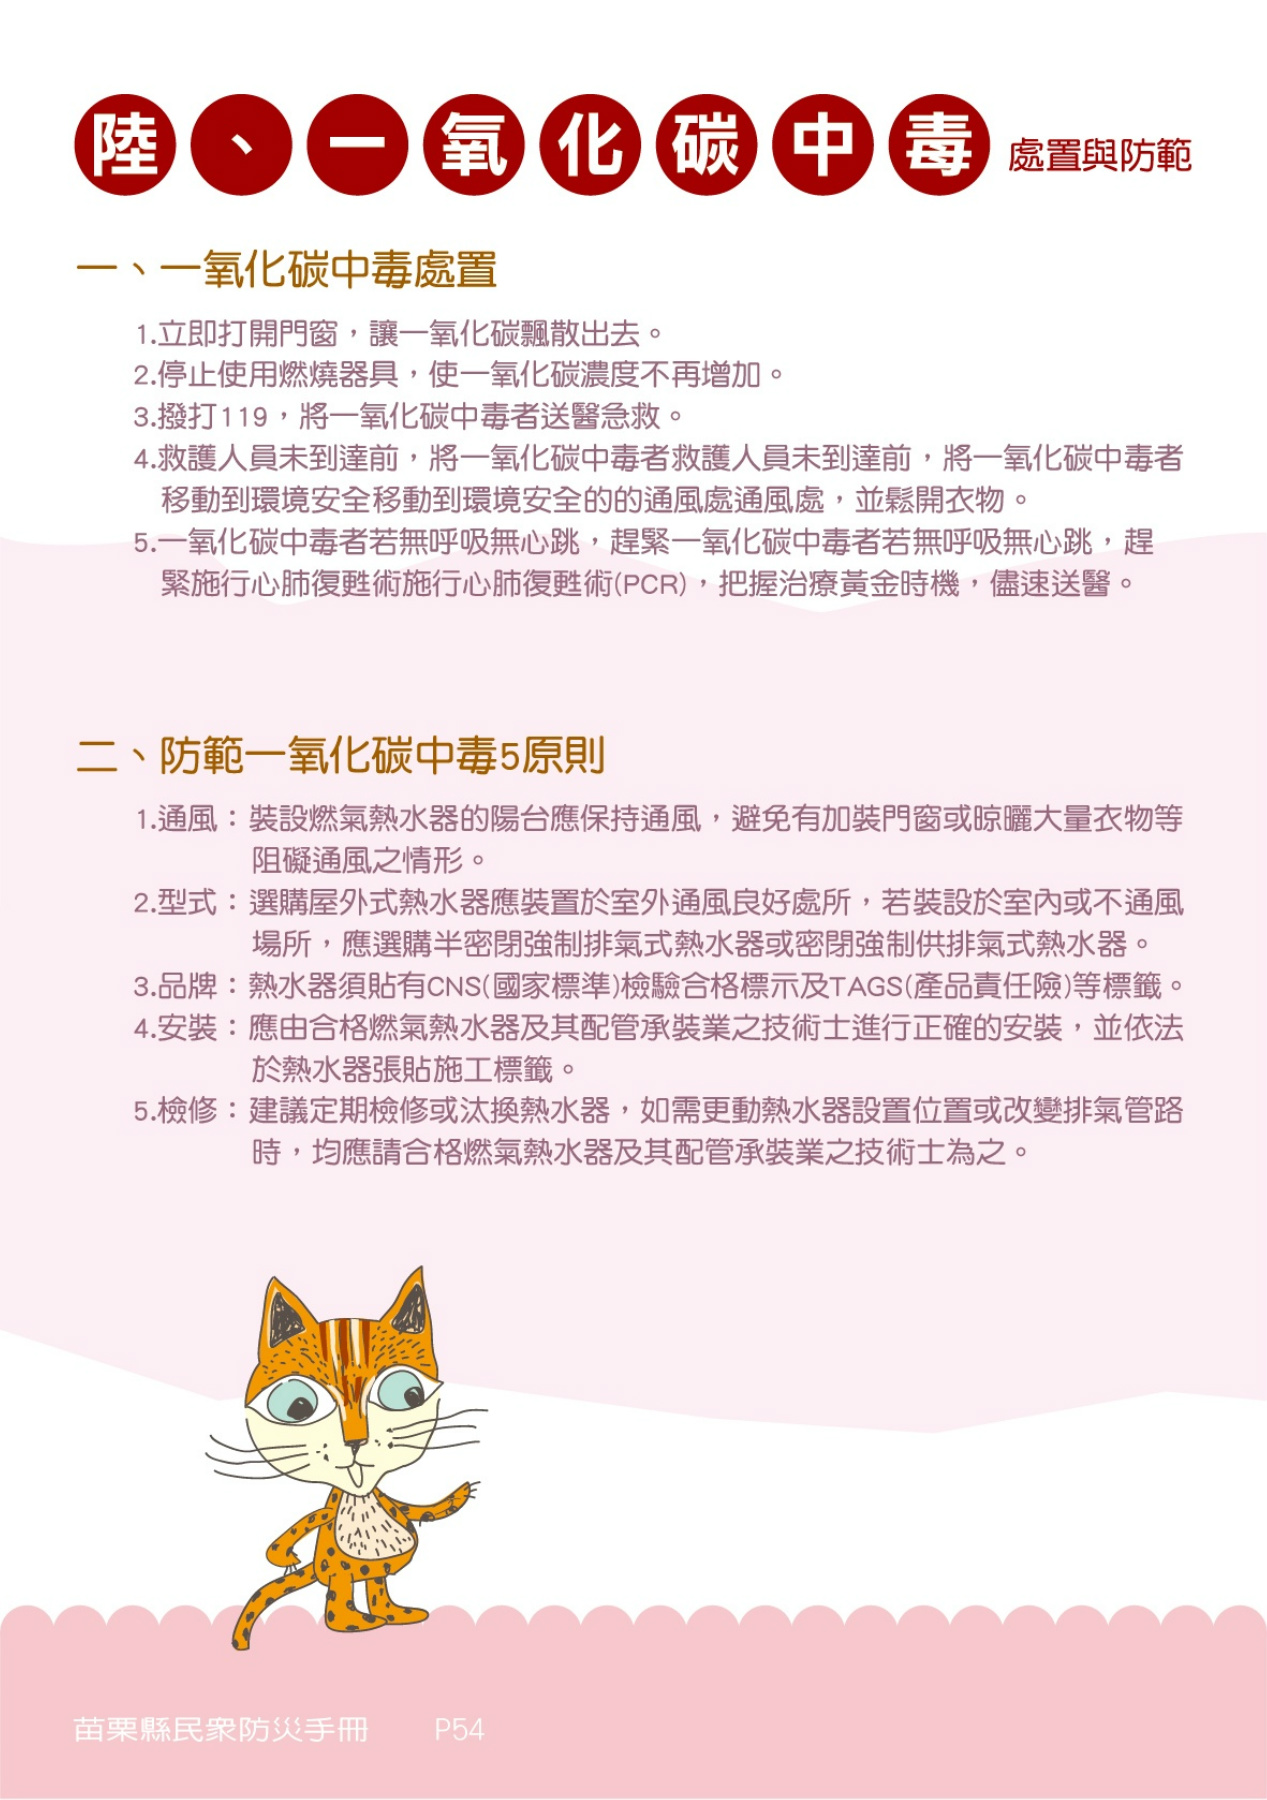 陸、一氧化碳中毒 處置與防範
一、一氧化碳中毒處置
1.立即打開門窗，讓一氧化碳飄散出去。
2.停止使用燃燒器具，使一氧化碳濃度不再增加。
3.撥打119，將一氧化碳中毒者送醫急救。
4.救護人員未到達前，將一氧化碳中毒者救護人員未到達前，將一氧化碳中毒者
移動到環境安全移動到環境安全的的通風處通風處，並鬆開衣物。
5.一氧化碳中毒者若無呼吸無心跳，趕緊一氧化碳中毒者若無呼吸無心跳，趕
緊施行心肺復甦術施行心肺復甦術(PCR)，把握治療黃金時機，儘速送醫。
二、防範一氧化碳中毒5原則
1.通風：裝設燃氣熱水器的陽台應保持通風，避免有加裝門窗或晾曬大量衣物等
阻礙通風之情形。
2.型式：選購屋外式熱水器應裝置於室外通風良好處所，若裝設於室內或不通風
場所，應選購半密閉強制排氣式熱水器或密閉強制供排氣式熱水器。
3.品牌：熱水器須貼有CNS(國家標準)檢驗合格標示及TAGS(產品責任險)等標籤。
4.安裝：應由合格燃氣熱水器及其配管承裝業之技術士進行正確的安裝，並依法
於熱水器張貼施工標籤。
5.檢修：建議定期檢修或汰換熱水器，如需更動熱水器設置位置或改變排氣管路
時，均應請合格燃氣熱水器及其配管承裝業之技術士為之。
苗栗縣民眾防災手冊 P54